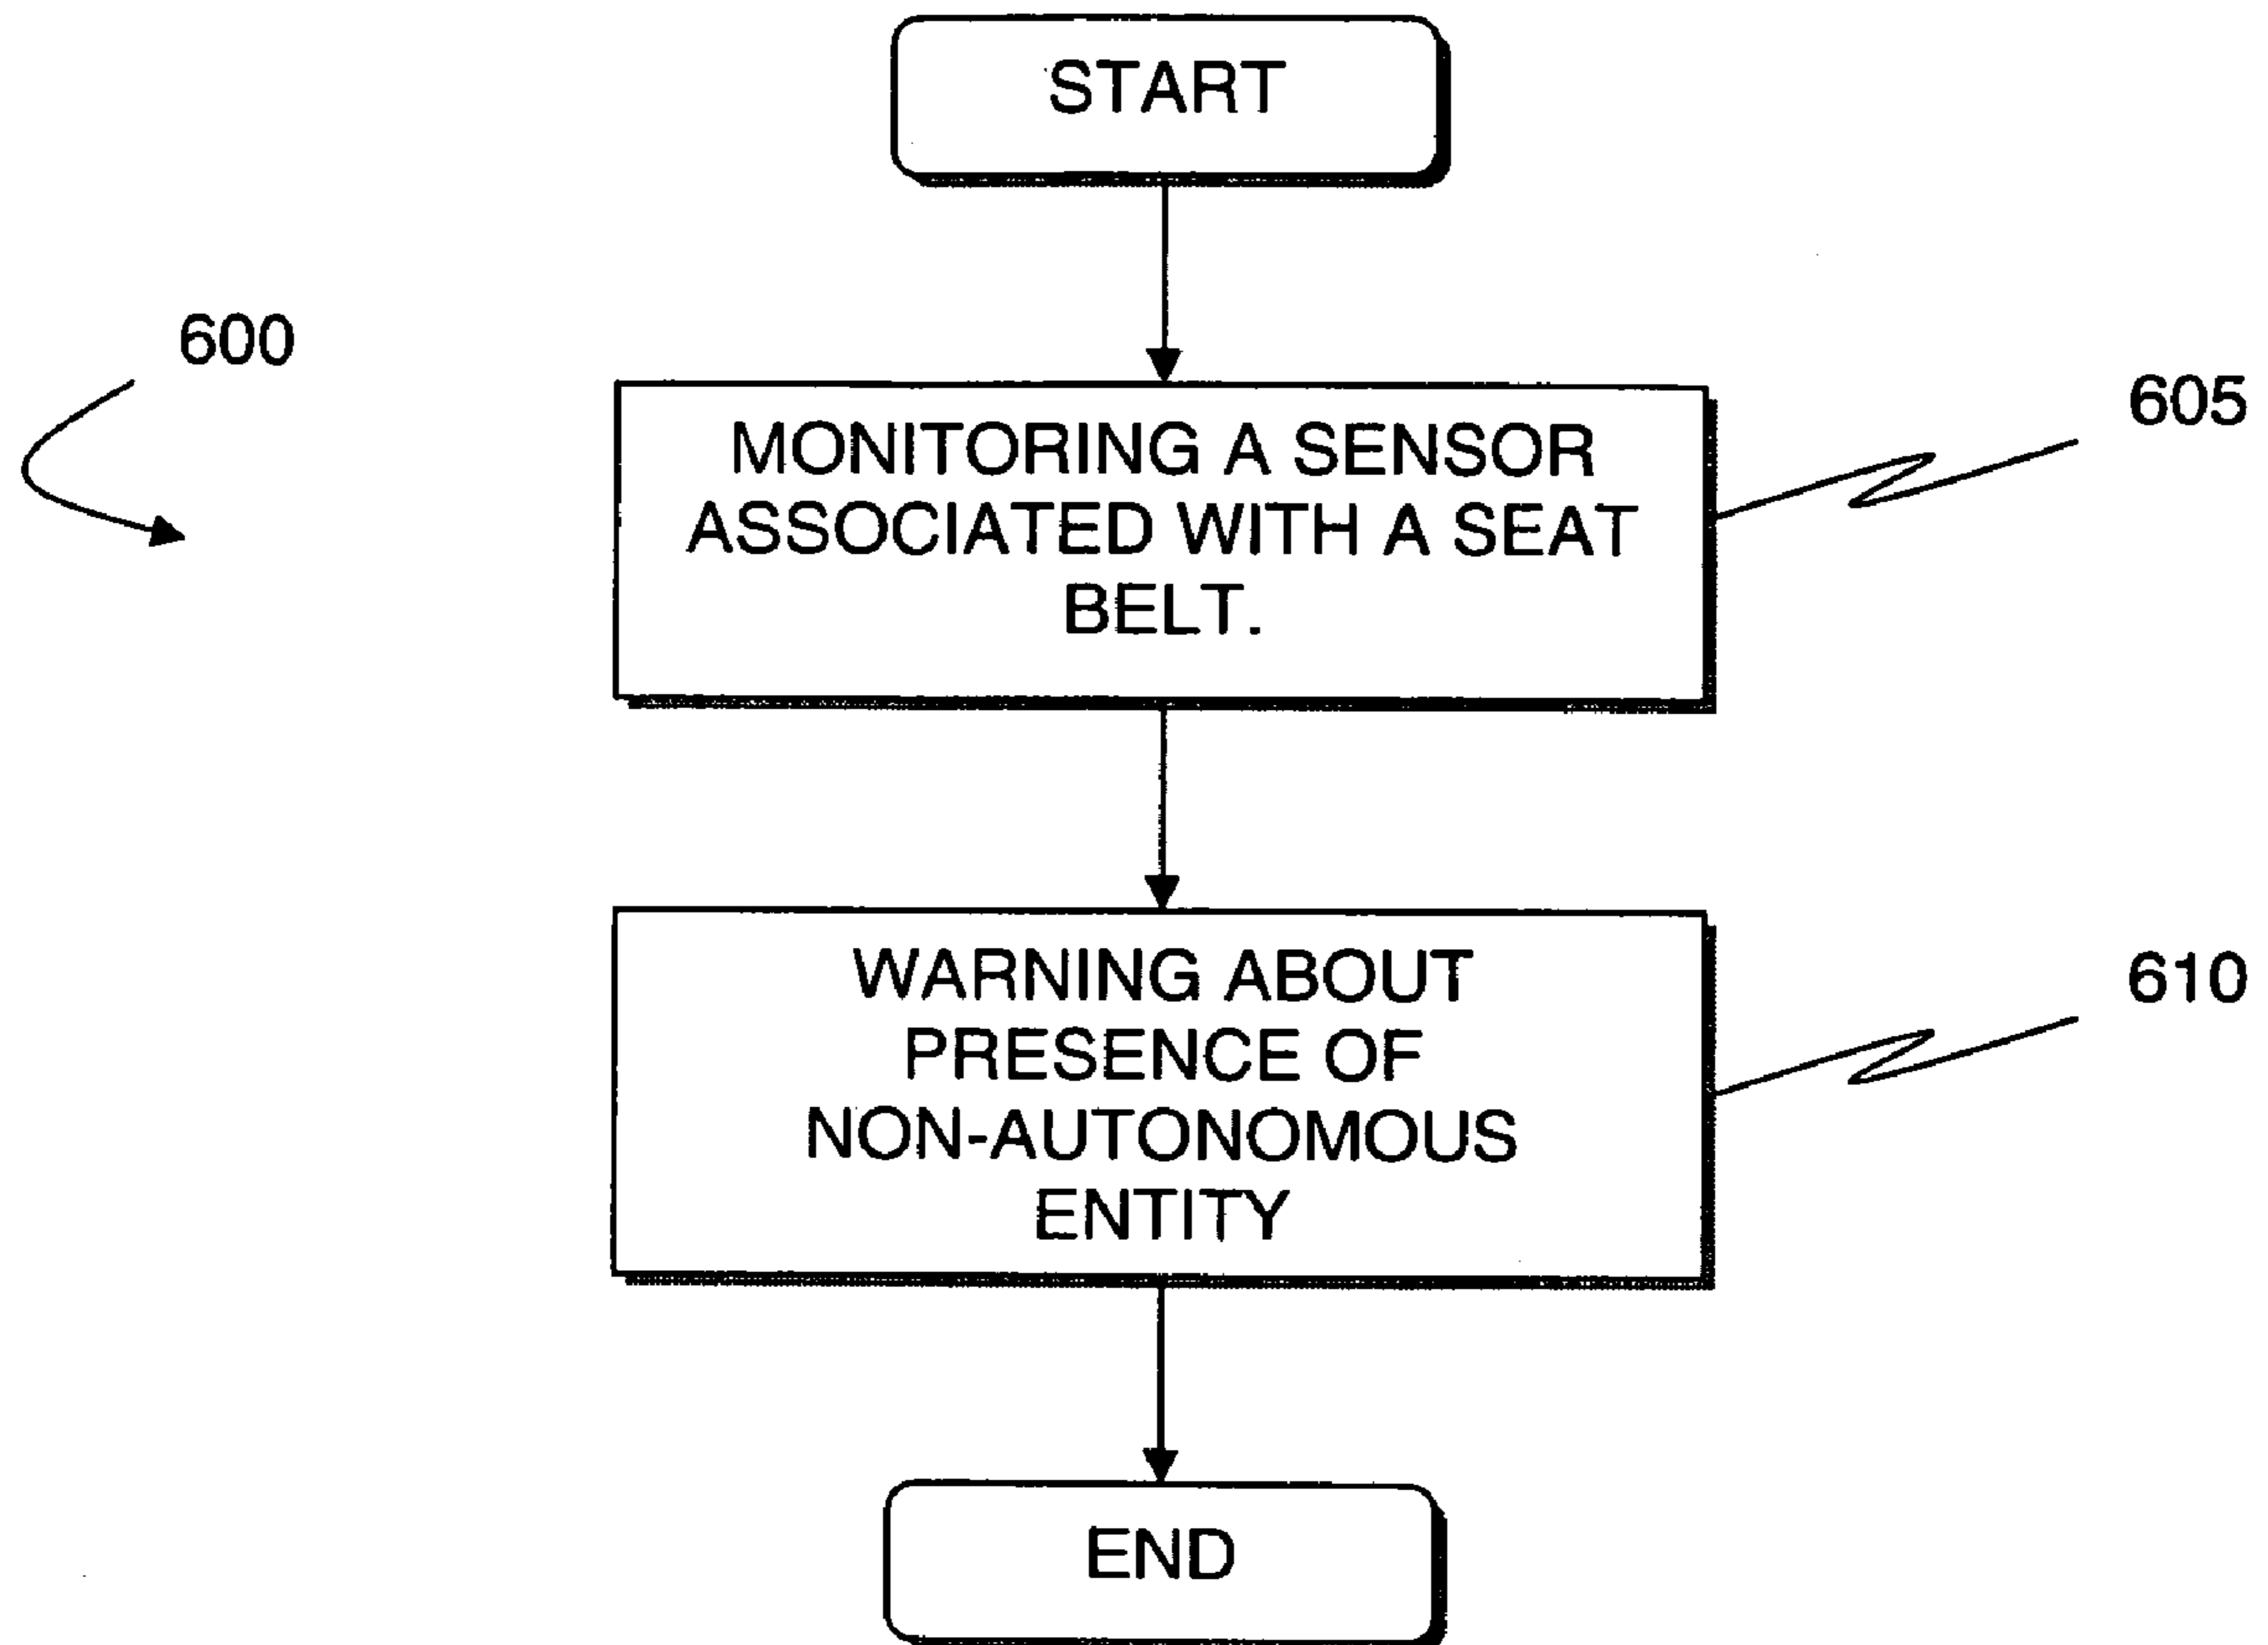 START
600
605
MONITORING A SENSOR
ASSOCIATED WITH A SEAT
BELT.
610
WARNING ABOUT
PRESENCE OF
NON-AUTONOMOUS
ENTITY
END